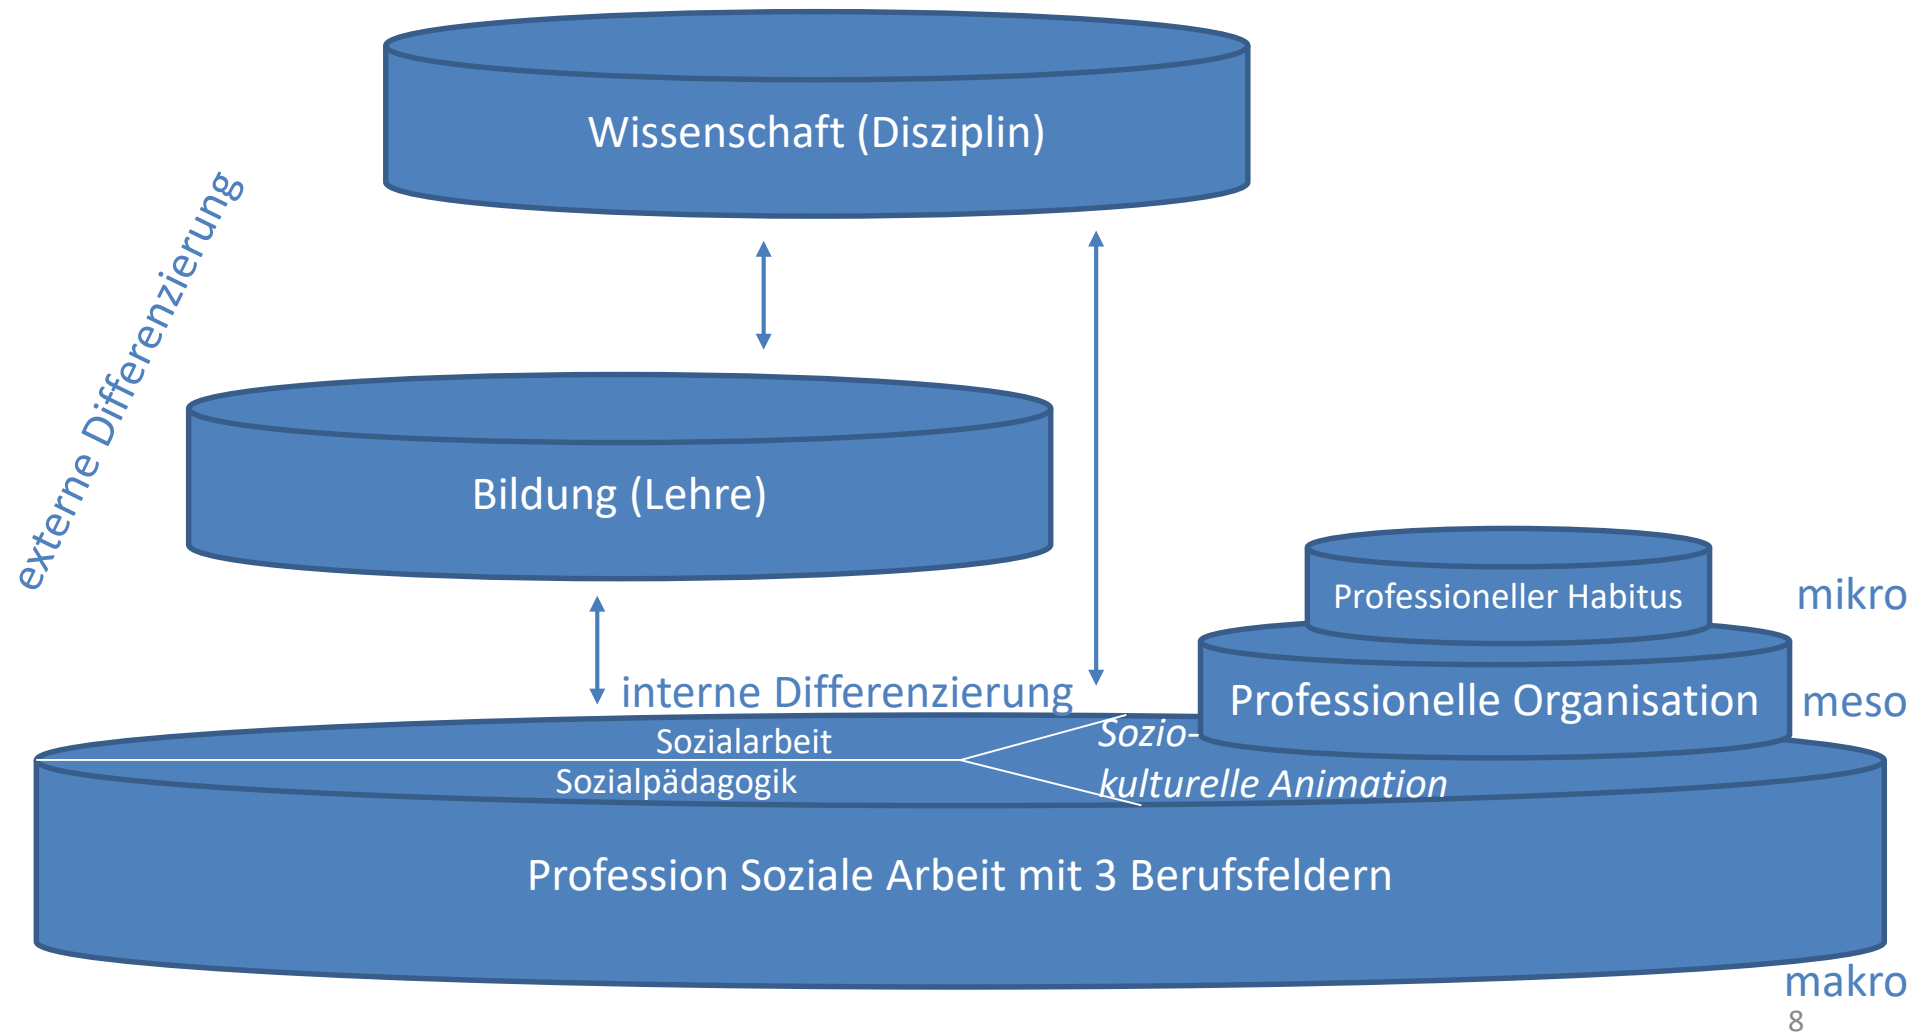 Wissenschaft (Disziplin)
externe Differenzierung
Bildung (Lehre)
Professioneller Habitus
mikro
interne Differenzierung
Professionelle Organisation
meso
Sozialarbeit
Sozialpädagogik
Sozio-
kulturelle Animation
Profession Soziale Arbeit mit 3 Berufsfeldern
makro
8